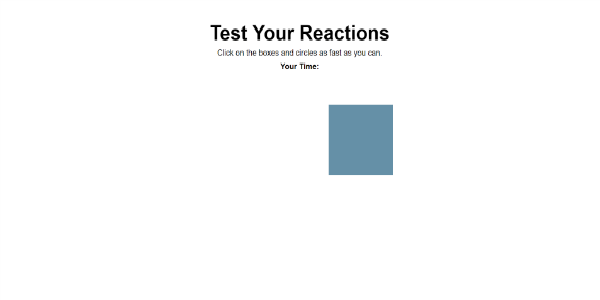 Test Your Reactions
Click on the boxes and circles as fast as you can.
Your Time: